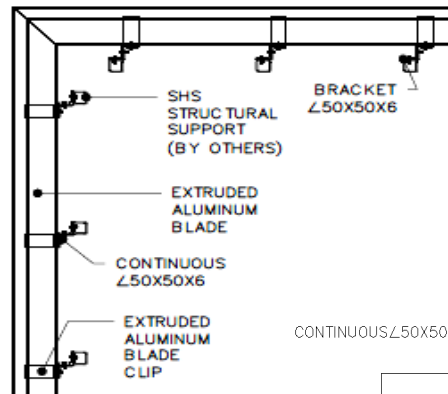 SHS
STRUCTURAL
SUPPORT
(BY OTHERS)
BRACKET
∠50X50X6
EXTRUDED
ALUMINUM
BLADE
CONTINUOUS
∠50X50X6
EXTRUDED
ALUMINUM
BLADE
CLIP
CONTINUOUS∠50X50